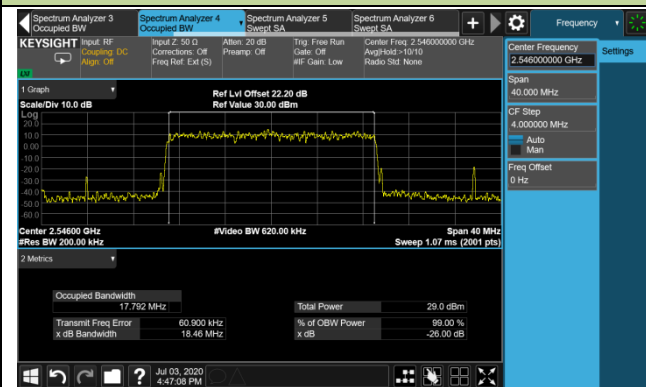 Spectrum Analyzer 3
Occupied BW
Spectrum Analyzer 4
Occupied BW
Spectrum Analyzer 5
Swept SA
Spectrum Analyzer 6
Swept SA
+
Frequency
KEYSIGHT
Input: RF
Coupling: DC
Align: Off
Input Z: 50 Ω
Corrections: Off
Freq Ref: Ext (S)
Atten: 20 dB
Preamp: Off
Trig: Free Run
Gate: Off
#IF Gain: Low
Center Freq: 2.546000000 GHz
Avg|Hold:>10/10
Radio Std: None
LXI
Center Frequency
2.546000000 GHz
Settings
Span
40.000 MHz
CF Step
4.000000 MHz
Auto
Man
Freq Offset
0 Hz
1 Graph
Scale/Div 10.0 dB
Ref Lvl Offset 22.20 dB
Ref Value 30.00 dBm
Log
20.0
10.0
0.00
-10.0
-20.0
-30.0
-40.0
-50.0
-60.0
Center 2.54600 GHz
#Video BW 620.00 kHz
Span 40 MHz
#Res BW 200.00 kHz
Sweep 1.07 ms (2001 pts)
2 Metrics
Occupied Bandwidth
17.792 MHz
Total Power
29.0 dBm
Transmit Freq Error
60.900 kHz
% of OBW Power
99.00 %
x dB Bandwidth
18.46 MHz
x dB
-26.00 dB
?
Jul 03, 2020
4:47:08 PM